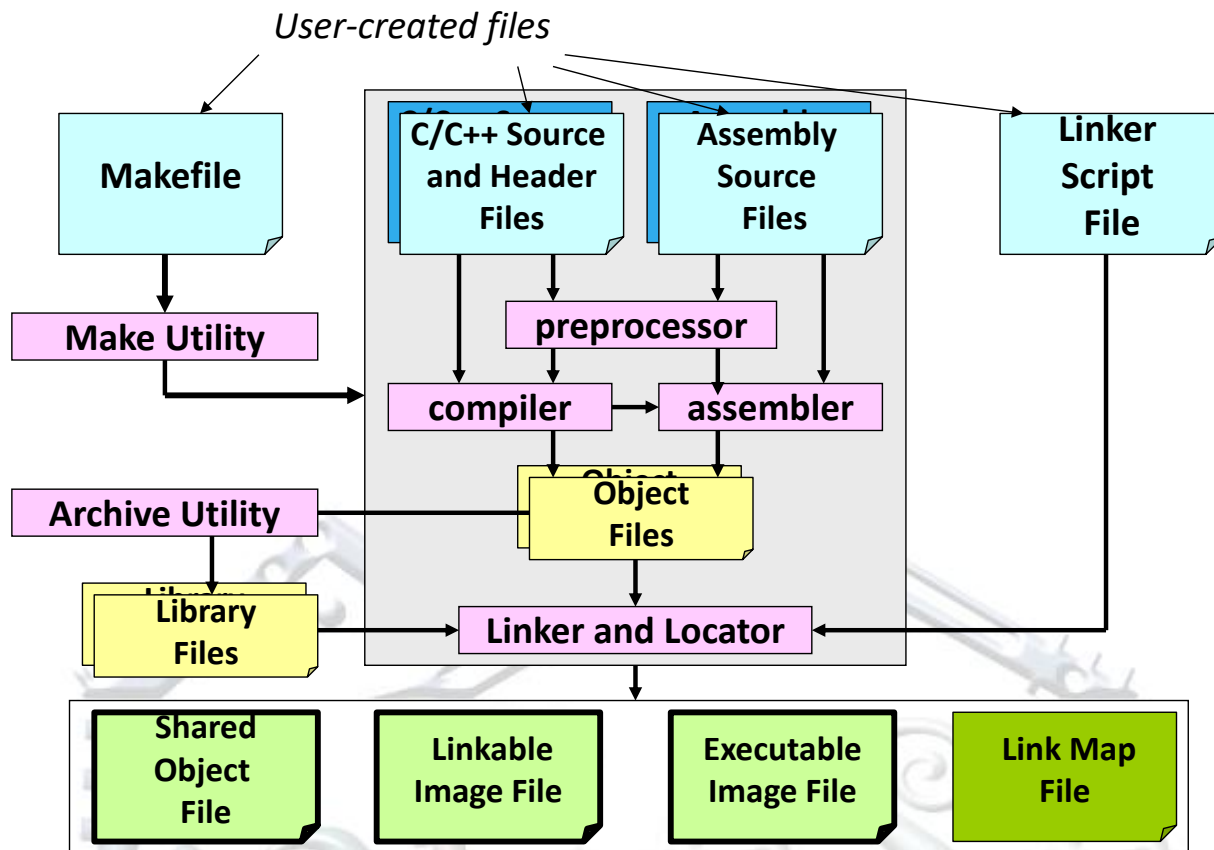 User-created files
Makefile
C/C++ Source
and Header
Files
Assembly
Source
Files
Linker
Script
File
Make Utility
preprocessor
compiler
assembler
Archive Utility
Object
Object
Files
Library
Library
Files
Linker and Locator
Shared
Object
File
Linkable
Image File
Executable
Image File
Link Map
File